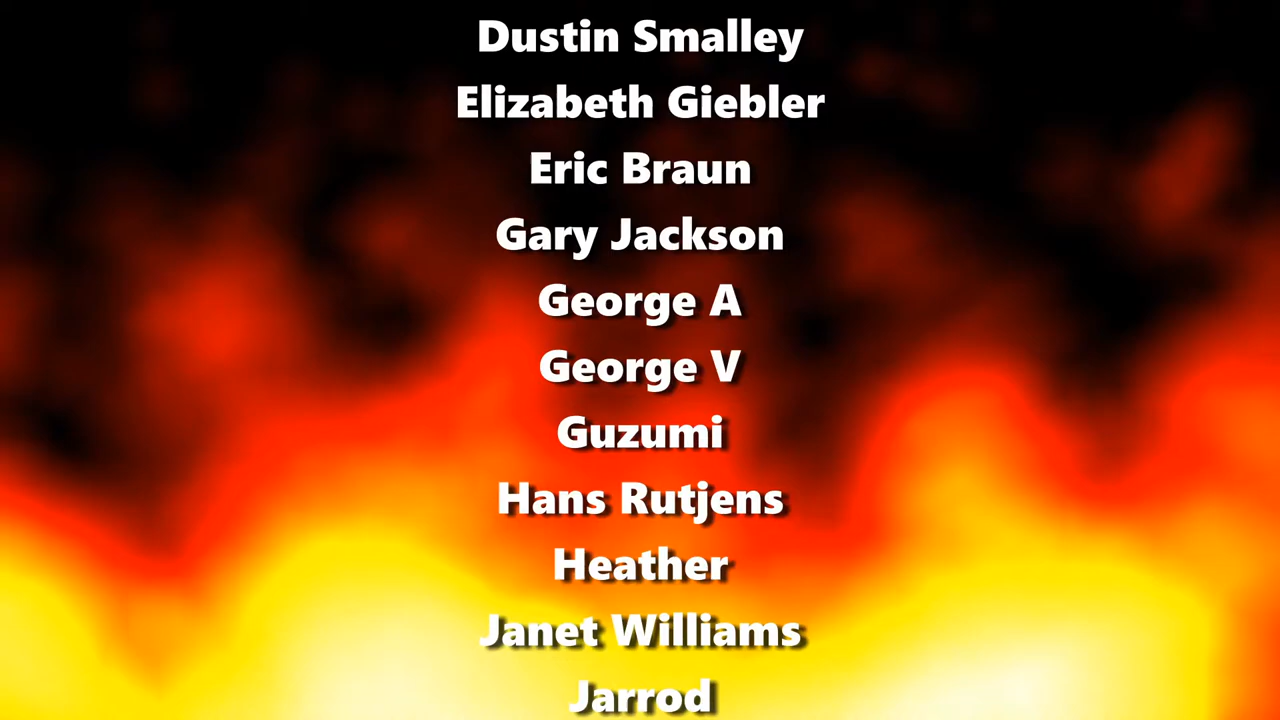 Dustin Smalley
Elizabeth Giebler
Eric Braun
Gary Jackson
George A
George V
Guzumi
Hans Rutjens
Heather
Janet Williams
Jarrod